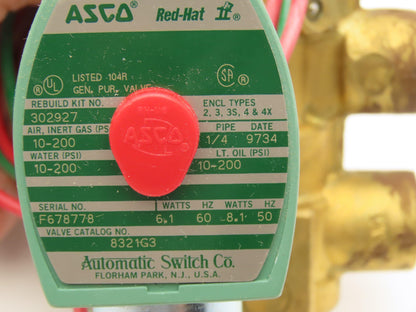 ASCO® Red-Hat II®
UL® LISTED 104R SA®
GEN. PUR. VALVE
REBUILD KIT NO. ENCL TYPES
302927 2, 3, 3S, 4 & 4X
AIR, INERT GAS (PSI PIPE DATE
10-200 1/4 9734
WATER (PSI) LT. OIL (PSI)
10-200 10-200
ASCO
SERIAL NO. WATTS HZ WATTS HZ
F678778 6.1 60 8.1 50
VALVE CATALOG NO.
8321G3
Automatic Switch Co.
FLORHAM PARK, N.J., U.S.A.